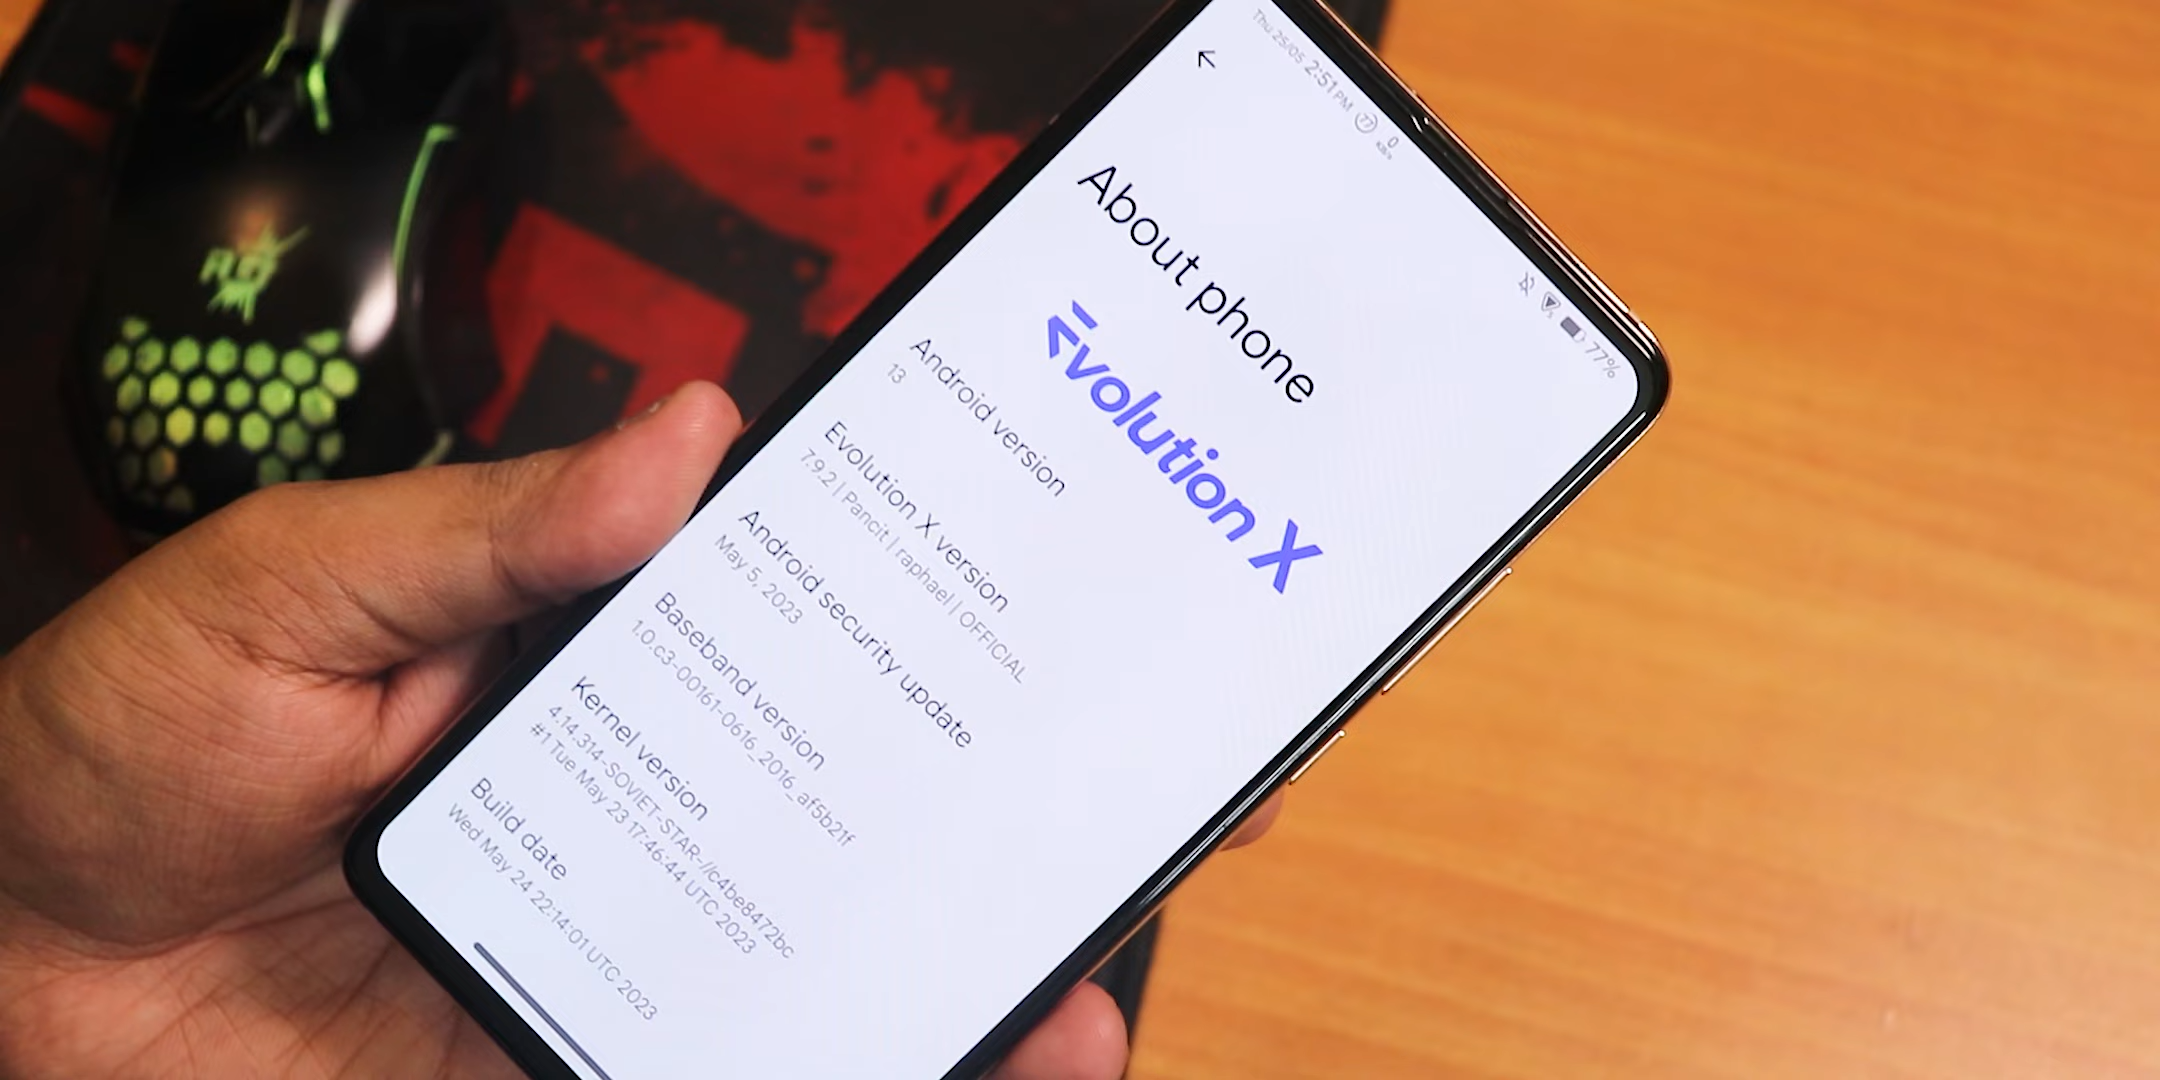 Thu 25/05 2:51 PM 77 0 KB/s
77%
About phone
Evolution X
Android version
13
Evolution X version
7.9.2 | Pancit | raphael | OFFICIAL
Android security update
May 5, 2023
Baseband version
1.0.c3-00161-0616_2016_af5b21f
Kernel version
4.14.314-SOVIET-STAR-//c4be8472bc
#1 Tue May 23 17:46:44 UTC 2023
Build date
Wed May 24 22:14:01 UTC 2023